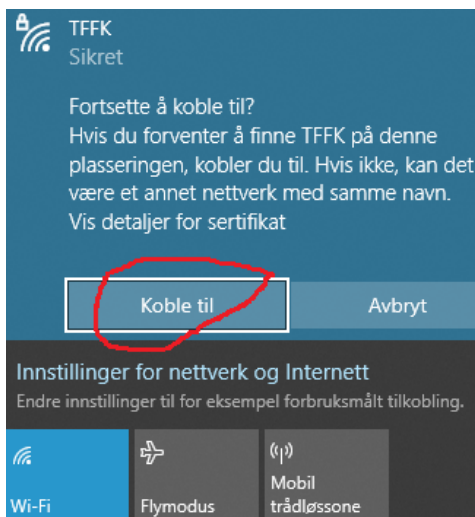 TFFK
Sikret
Fortsette å koble til?
Hvis du forventer å finne TFFK på denne
plasseringen, kobler du til. Hvis ikke, kan det
være et annet nettverk med samme navn.
Vis detaljer for sertifikat
Koble til
Avbryt
Innstillinger for nettverk og Internett
Endre innstillinger til for eksempel forbruksmålt tilkobling.
Wi-Fi
Flymodus
Mobil
trådløssone